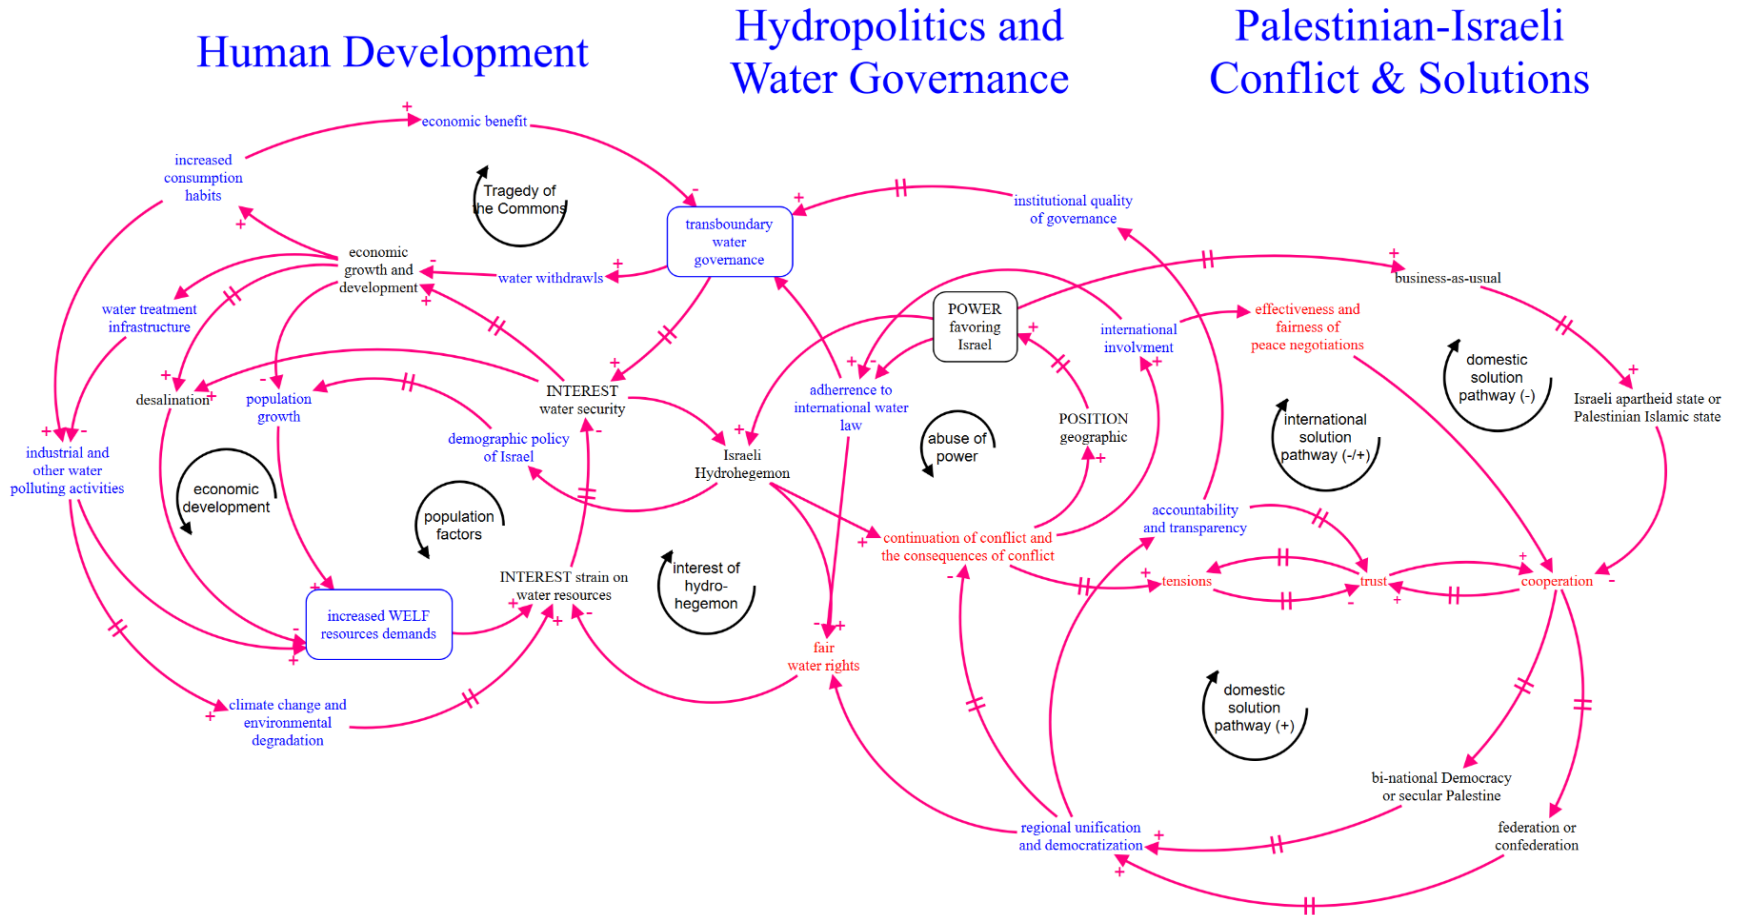 Human Development
Hydropolitics and
Water Governance
Palestinian-Israeli
Conflict & Solutions
economic benefit
increased
consumption
habits
Tragedy of
the Commons
transboundary
water
governance
institutional quality
of governance
economic
growth and
development
water withdrawls
business-as-usual
water treatment
infrastructure
POWER
favoring
Israel
international
involvment
effectiveness and
fairness of
peace negotiations
domestic
solution
pathway (-)
desalination
population
growth
INTEREST
water security
adherrence to
international water
law
Israeli apartheid state or
Palestinian Islamic state
demographic policy
of Israel
Israeli
Hydrohegemon
abuse of
power
POSITION
geographic
international
solution
pathway (-/+)
industrial and
other water
polluting activities
economic
development
population
factors
accountability
and transparency
continuation of conflict and
the consequences of conflict
INTEREST strain on
water resources
interest of
hydro-
hegemon
tensions
trust
cooperation
increased WELF
resources demands
fair
water rights
climate change and
environmental
degradation
domestic
solution
pathway (+)
bi-national Democracy
or secular Palestine
regional unification
and democratization
federation or
confederation